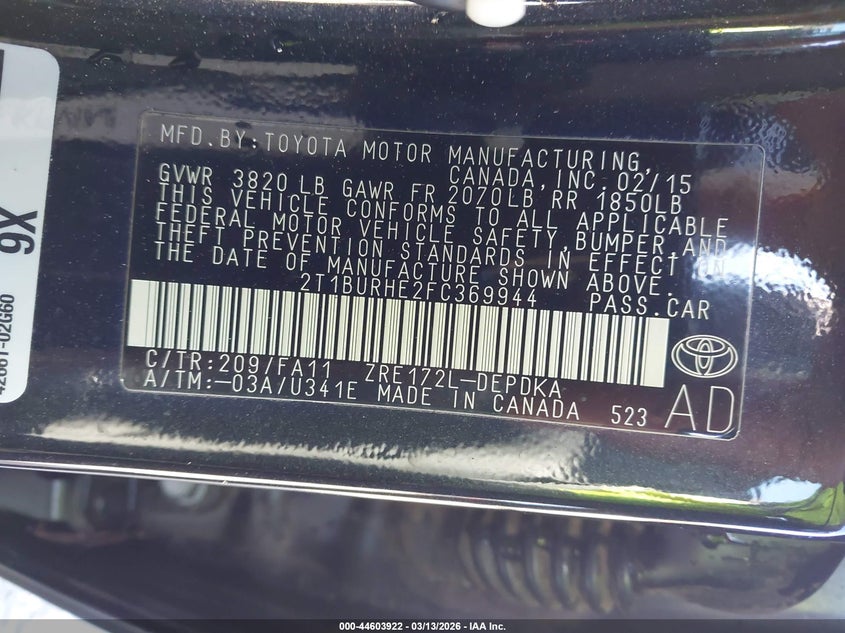 MFD.BY:TOYOTA MOTOR MANUFACTURING,
CANADA,INC.02/15
GVWR 3820 LB GAWR FR 2070LB,RR 1850LB
THIS VEHICLE CONFORMS TO ALL APPLICABLE
FEDERAL MOTOR VEHICLE SAFETY,BUMPER AND
THEFT PREVENTION STANDARDS IN EFFECT ON
THE DATE OF MANUFACTURE SHOWN ABOVE.
2T1BURHE2FC369944 PASS.CAR
C/TR:209/FA11 ZRE172L-DEPDKA
A/TM:-03A/U341E MADE IN CANADA 523
AD
9X
42661-02G60
000-44603922 | 03/13/2026 | IAA Inc.